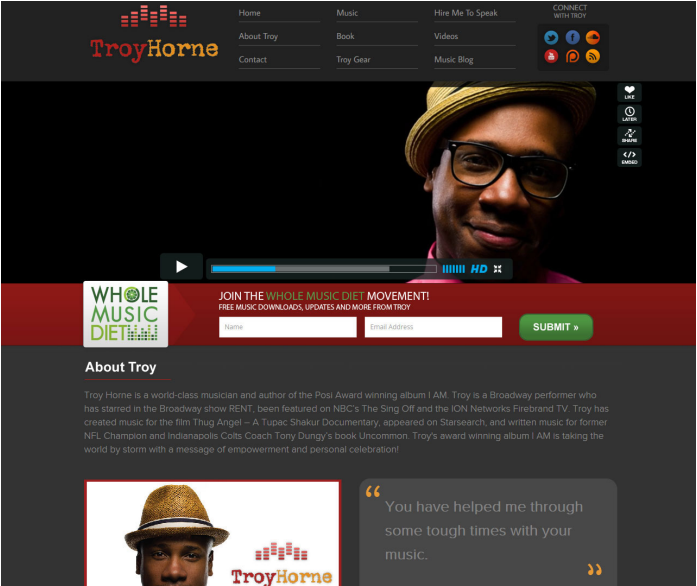 CONNECT
WITH TROY
Home
Music
Hire Me To Speak
About Troy
Book
Videos
Contact
Troy Gear
Music Blog
TroyHorne
LIKE
LATER
SHARE
EMBED
HD
WHOLE
MUSIC
DIET
JOIN THE WHOLE MUSIC DIET MOVEMENT!
FREE MUSIC DOWNLOADS, UPDATES AND MORE FROM TROY
Name
Email Address
SUBMIT »
About Troy
Troy Horne is a world-class musician and author of the Posi Award winning album I AM. Troy is a Broadway performer who
has starred in the Broadway show RENT, been featured on NBC's The Sing Off and the ION Networks Firebrand TV. Troy has
created music for the film Thug Angel – A Tupac Shakur Documentary, appeared on Starsearch, and written music for former
NFL Champion and Indianapolis Colts Coach Tony Dungy's book Uncommon. Troy's award winning album I AM is taking the
world by storm with a message of empowerment and personal celebration!
TroyHorne
“You have helped me through
some tough times with your
music.”